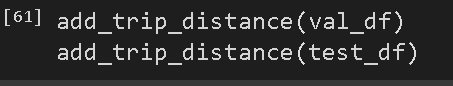 [61] add_trip_distance(val_df)
add_trip_distance(test_df)